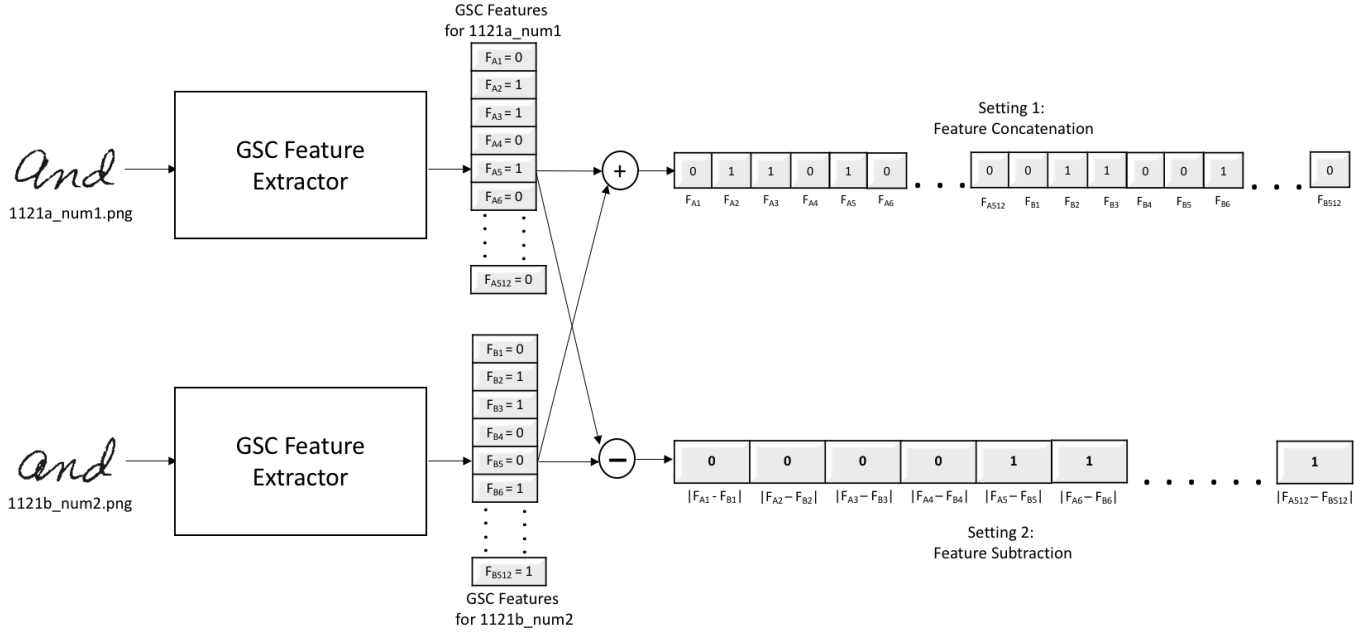 GSC Features
for 1121a_num1
F_A1 = 0
F_A2 = 1
F_A3 = 1
F_A4 = 0
F_A5 = 1
F_A6 = 0
F_A512 = 0
And
1121a_num1.png
GSC Feature
Extractor
+
Setting 1:
Feature Concatenation
0 1 1 0 1 0 . . . 0 0 1 1 0 0 1 . . . . 0
F_A1 F_A2 F_A3 F_A4 F_A5 F_A6 F_A512 F_B1 F_B2 F_B3 F_B4 F_B5 F_B6 F_B512
F_B1 = 0
F_B2 = 1
F_B3 = 1
F_B4 = 0
F_B5 = 0
F_B6 = 1
F_B512 = 1
GSC Features
for 1121b_num2
and
1121b_num2.png
GSC Feature
Extractor
−
0 0 0 0 1 1 . . . . . . 1
|F_A1 - F_B1| |F_A2 – F_B2| |F_A3 – F_B3| |F_A4 – F_B4| |F_A5 – F_B5| |F_A6 – F_B6| |F_A512 – F_B512|
Setting 2:
Feature Subtraction